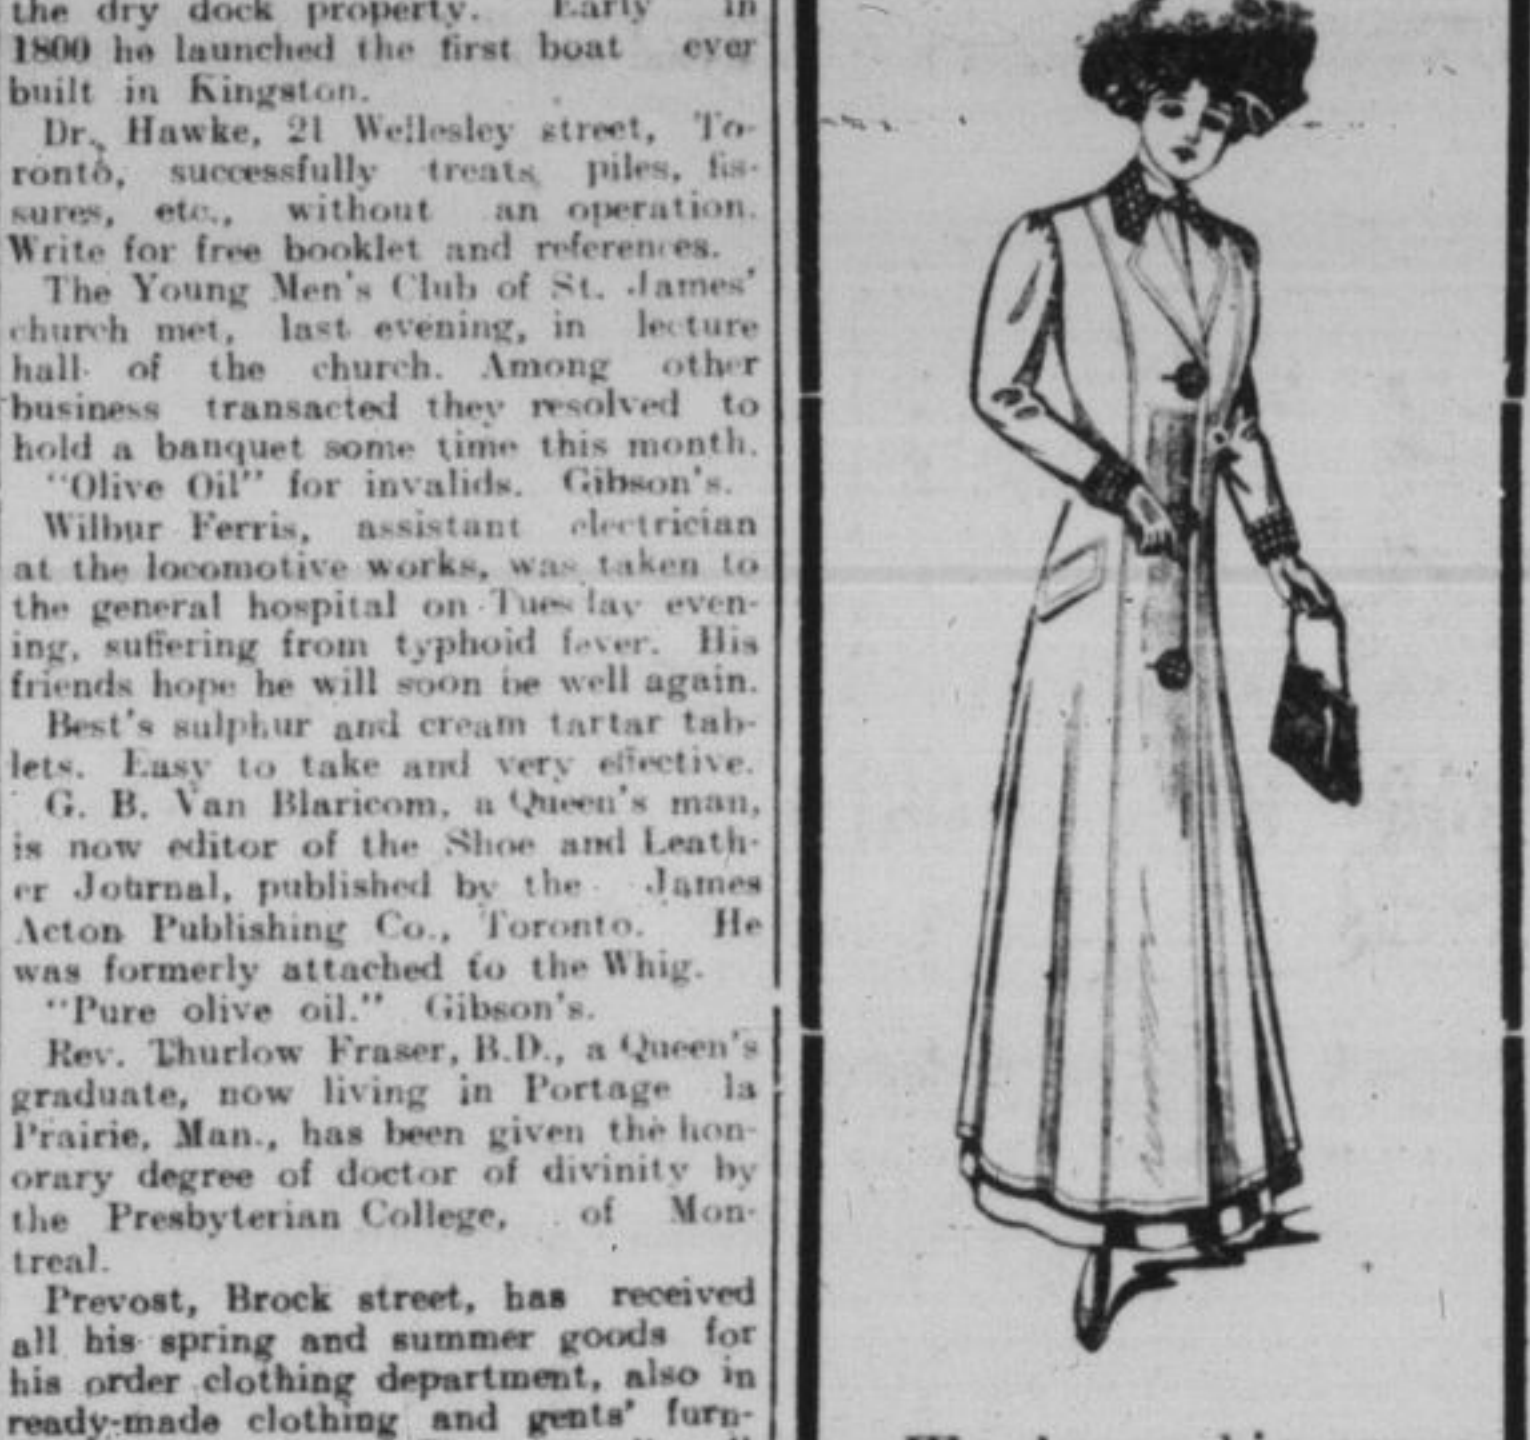 the dry dock property. Early in
1800 he launched the first boat ever
built in Kingston.
Dr. Hawke, 21 Wellesley street, To-
ronto, successfully treats piles, fis-
sures, etc., without an operation.
Write for free booklet and references.
The Young Men's Club of St. James'
church met, last evening, in lecture
hall of the church. Among other
business transacted they resolved to
hold a banquet some time this month.
"Olive Oil" for invalids. Gibson's.
Wilbur Ferris, assistant electrician
at the locomotive works, was taken to
the general hospital on Tuesday even-
ing, suffering from typhoid fever. His
friends hope he will soon be well again.
Best's sulphur and cream tartar tab-
lets. Easy to take and very effective.
G. B. Van Blaricom, a Queen's man,
is now editor of the Shoe and Leath-
er Journal, published by the James
Acton Publishing Co., Toronto. He
was formerly attached to the Whig.
"Pure olive oil." Gibson's.
Rev. Thurlow Fraser, B.D., a Queen's
graduate, now living in Portage la
Prairie, Man., has been given the hon-
orary degree of doctor of divinity by
the Presbyterian College, of Mon-
treal.
Prevost, Brock street, has received
all his spring and summer goods for
his order clothing department, also in
ready-made clothing and gents' furn-